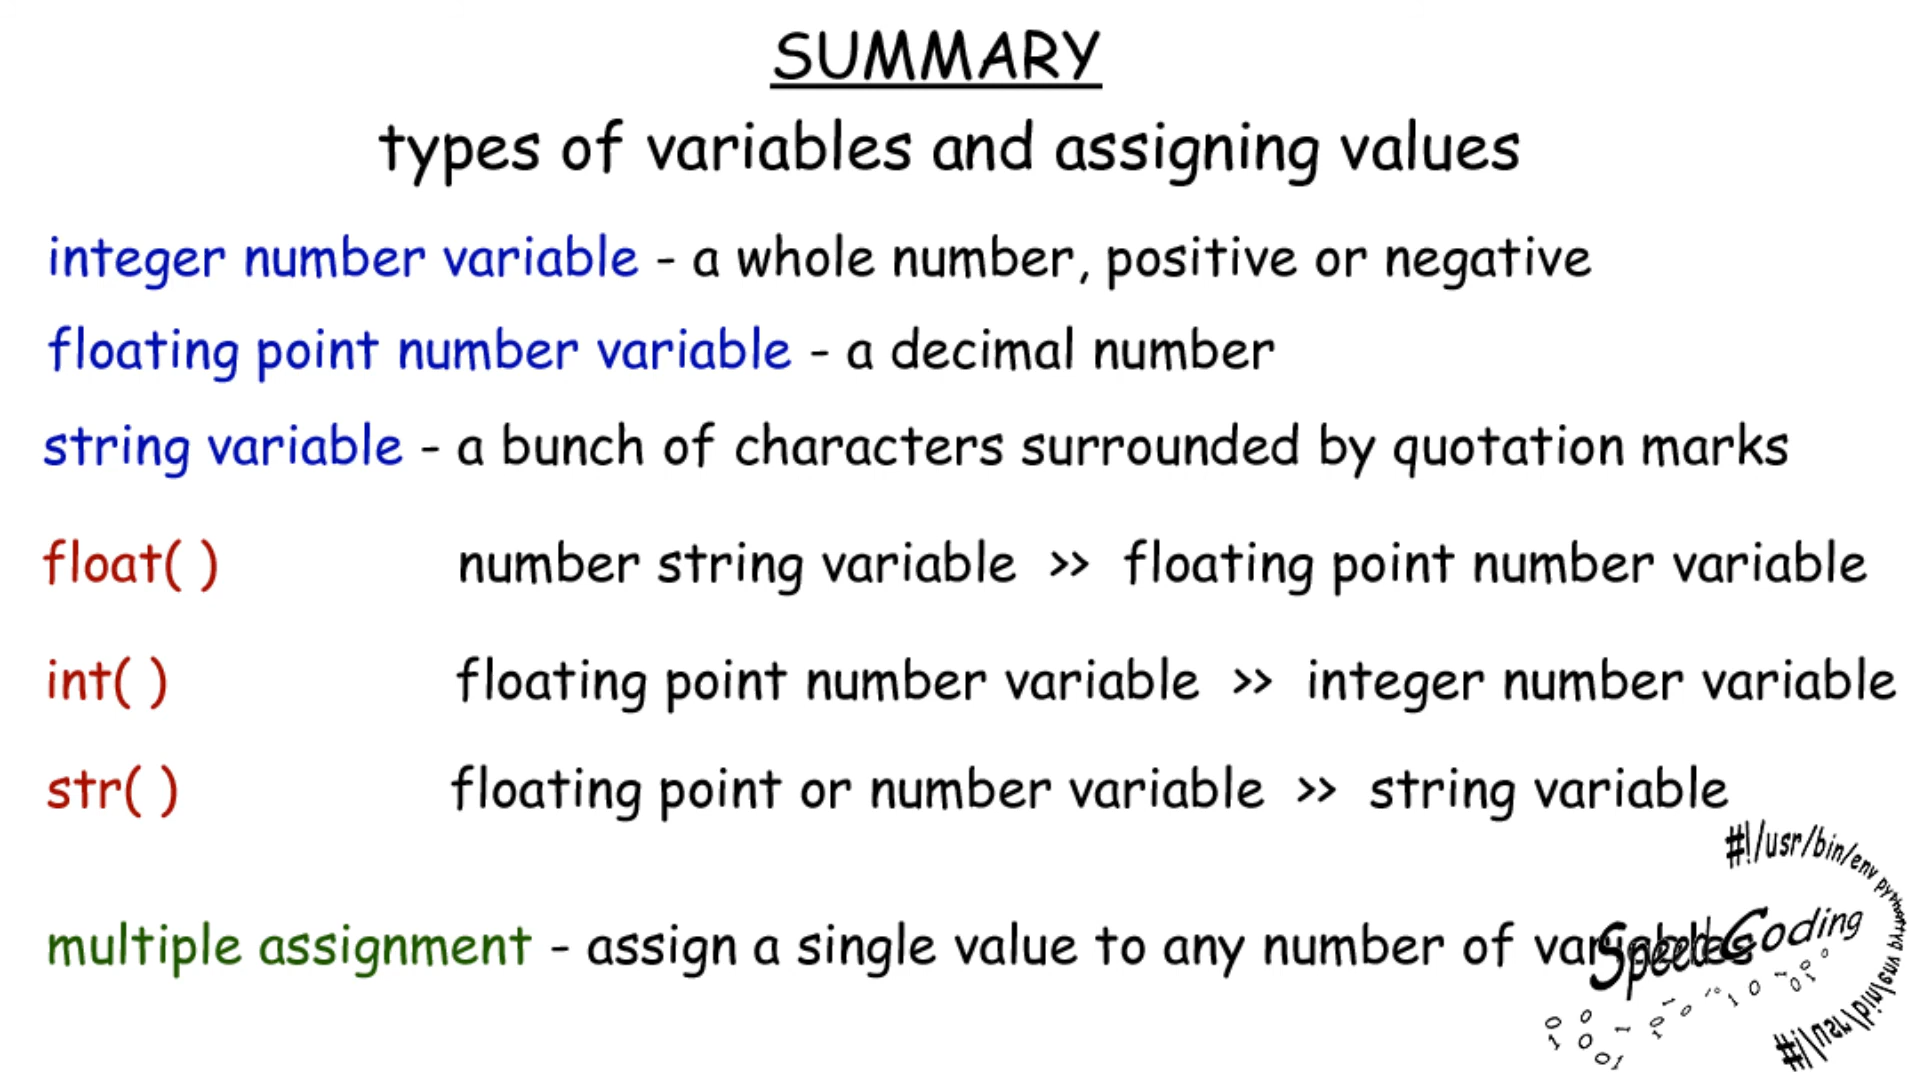 SUMMARY
types of variables and assigning values
integer number variable - a whole number, positive or negative
floating point number variable - a decimal number
string variable - a bunch of characters surrounded by quotation marks
float( ) number string variable >> floating point number variable
int( ) floating point number variable >> integer number variable
str( ) floating point or number variable >> string variable
multiple assignment - assign a single value to any number of variables
#!/usr/bin/env python
Speed Coding
#!/usr/bin/env python